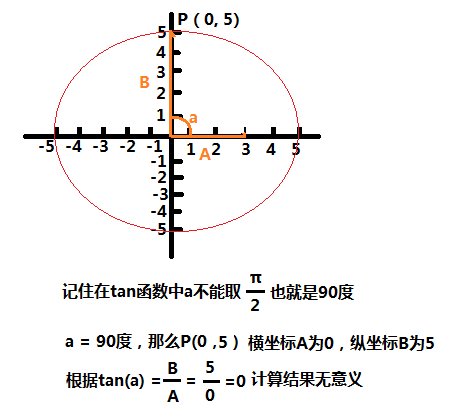 P ( 0, 5)
5
4
3
2
1
B
a
-5 -4 -3 -2 -1 1 2 3 4 5
A
-1
-2
-3
-4
-5
记住在tan函数中a不能取 π/2 也就是90度
a = 90度，那么P(0 ,5 ) 横坐标A为0，纵坐标B为5
根据tan(a) = B/A = 5/0 =0 计算结果无意义